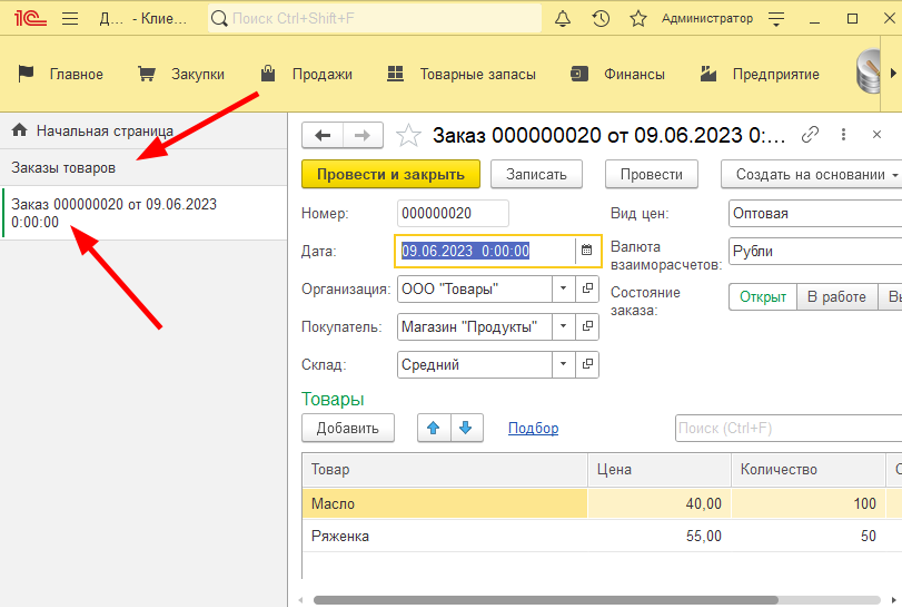 1С Д... - Клие... Поиск Ctrl+Shift+F Администратор
Главное Закупки Продажи Товарные запасы Финансы Предприятие
Начальная страница
Заказы товаров
Заказ 000000020 от 09.06.2023
0:00:00
Заказ 000000020 от 09.06.2023 0:...
Провести и закрыть Записать Провести Создать на основании
Номер: 000000020 Вид цен: Оптовая
Дата: 09.06.2023 0:00:00 Валюта
взаиморасчетов: Рубли
Организация: ООО "Товары" Состояние
заказа: Открыт В работе Вы
Покупатель: Магазин "Продукты"
Склад: Средний
Товары
Добавить Подбор Поиск (Ctrl+F)
Товар Цена Количество С
Масло 40,00 100
Ряженка 55,00 50